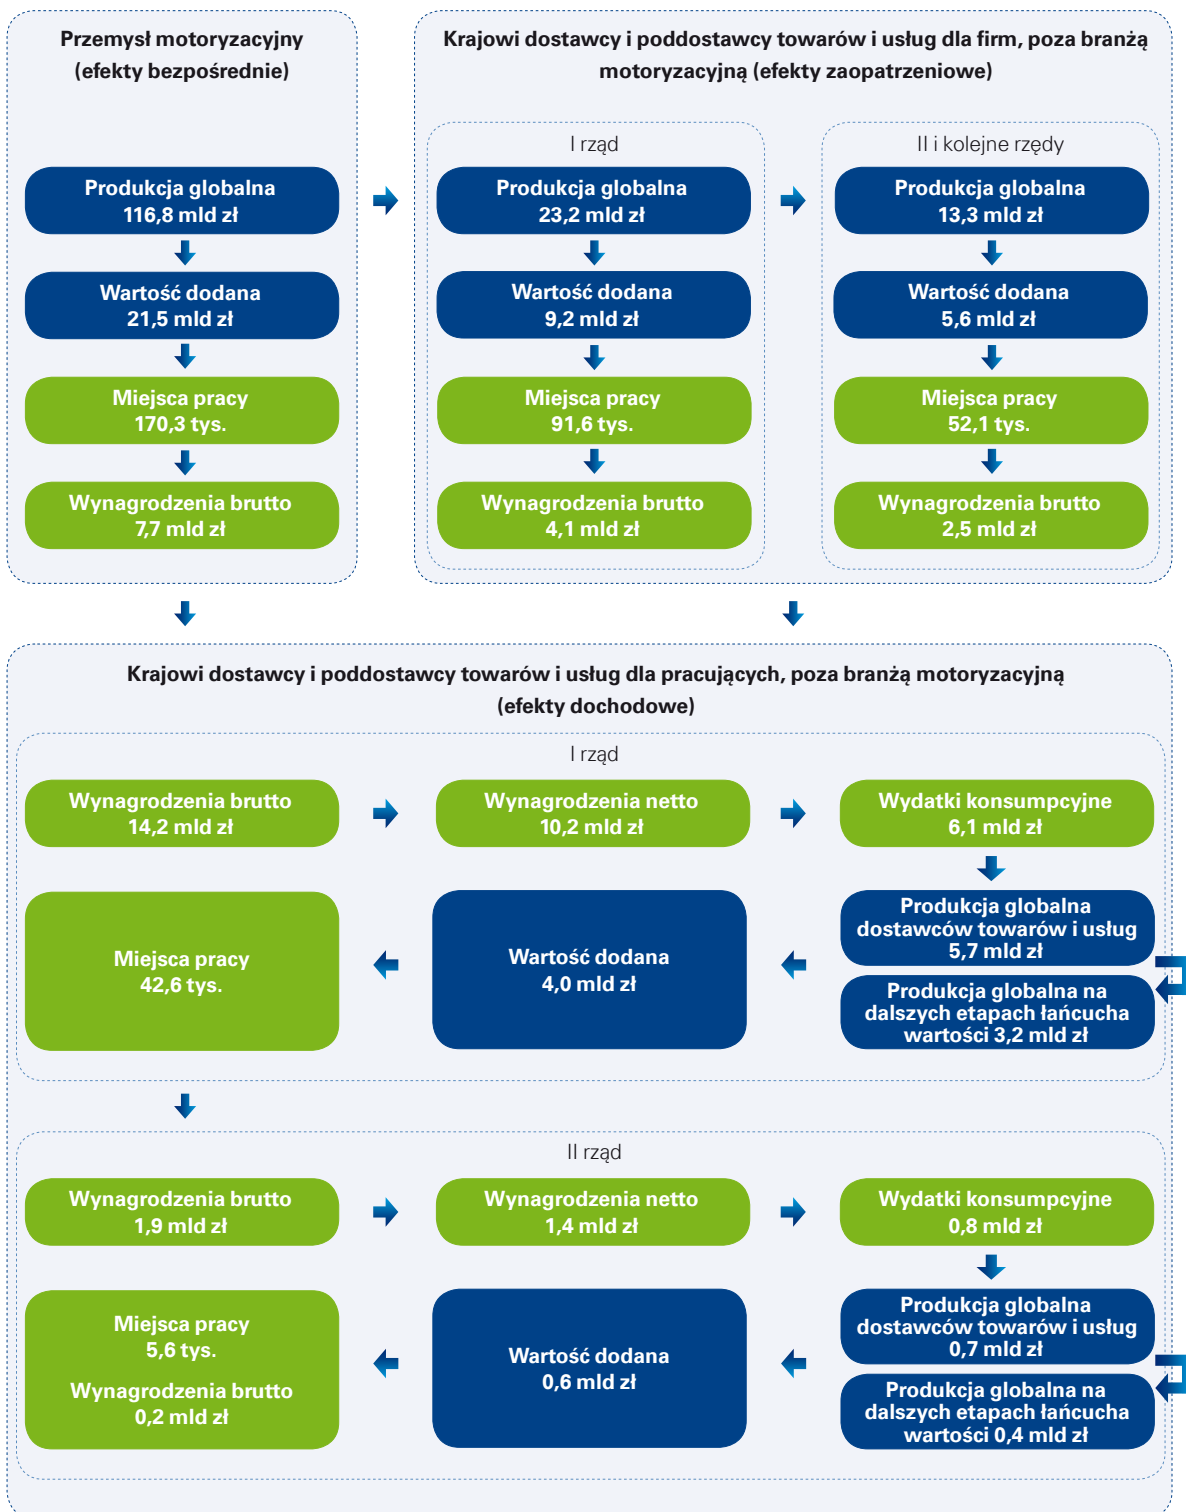 Przemysł motoryzacyjny
(efekty bezpośrednie)
Produkcja globalna
116,8 mld zł
Wartość dodana
21,5 mld zł
Miejsca pracy
170,3 tys.
Wynagrodzenia brutto
7,7 mld zł
Krajowi dostawcy i poddostawcy towarów i usług dla firm, poza branżą
motoryzacyjną (efekty zaopatrzeniowe)
I rząd
Produkcja globalna
23,2 mld zł
Wartość dodana
9,2 mld zł
Miejsca pracy
91,6 tys.
Wynagrodzenia brutto
4,1 mld zł
II i kolejne rzędy
Produkcja globalna
13,3 mld zł
Wartość dodana
5,6 mld zł
Miejsca pracy
52,1 tys.
Wynagrodzenia brutto
2,5 mld zł
Krajowi dostawcy i poddostawcy towarów i usług dla pracujących, poza branżą motoryzacyjną
(efekty dochodowe)
I rząd
Wynagrodzenia brutto
14,2 mld zł
Wynagrodzenia netto
10,2 mld zł
Wydatki konsumpcyjne
6,1 mld zł
Produkcja globalna
dostawców towarów i usług
5,7 mld zł
Produkcja globalna na
dalszych etapach łańcucha
wartości 3,2 mld zł
Wartość dodana
4,0 mld zł
Miejsca pracy
42,6 tys.
II rząd
Wynagrodzenia brutto
1,9 mld zł
Wynagrodzenia netto
1,4 mld zł
Wydatki konsumpcyjne
0,8 mld zł
Produkcja globalna
dostawców towarów i usług
0,7 mld zł
Produkcja globalna na
dalszych etapach łańcucha
wartości 0,4 mld zł
Wartość dodana
0,6 mld zł
Miejsca pracy
5,6 tys.
Wynagrodzenia brutto
0,2 mld zł